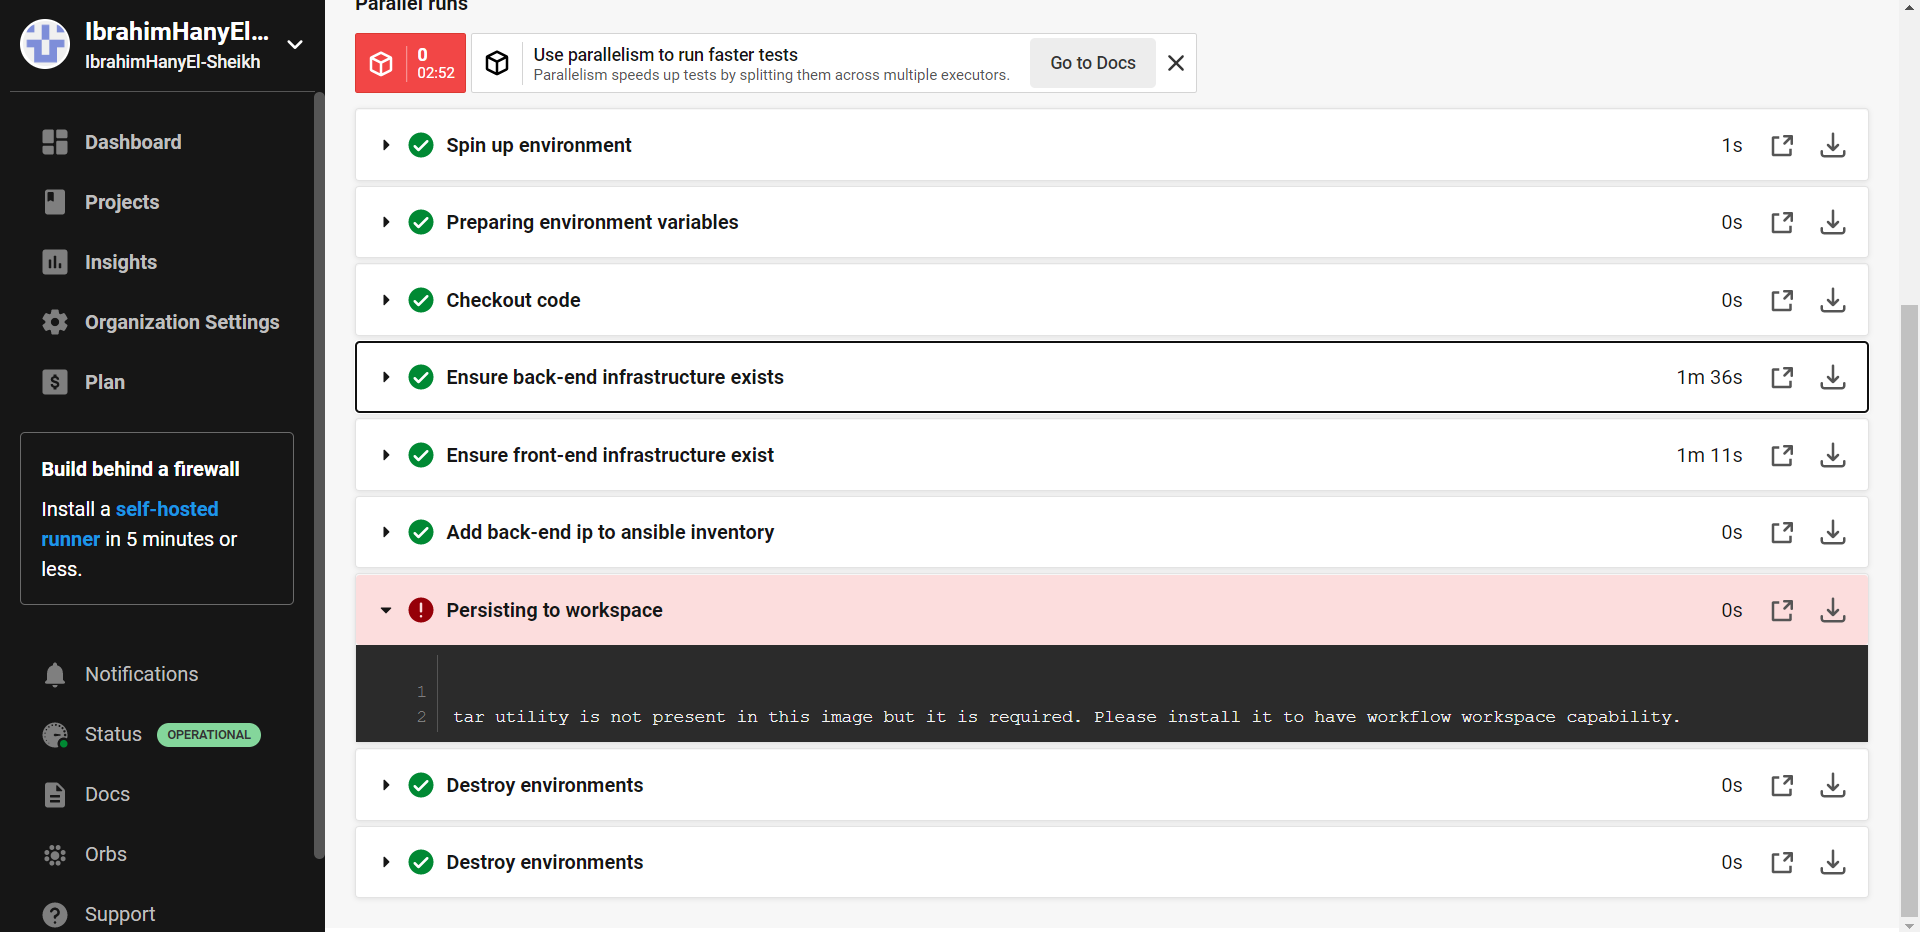 IbrahimHanyEl...
IbrahimHanyEl-Sheikh
Dashboard
Projects
Insights
Organization Settings
$ Plan
Build behind a firewall
Install a self-hosted
runner in 5 minutes or
less.
Notifications
Status OPERATIONAL
Docs
Orbs
? Support
Parallel runs
0
02:52
Use parallelism to run faster tests
Parallelism speeds up tests by splitting them across multiple executors.
Go to Docs
Spin up environment 1s
Preparing environment variables 0s
Checkout code 0s
Ensure back-end infrastructure exists 1m 36s
Ensure front-end infrastructure exist 1m 11s
Add back-end ip to ansible inventory 0s
! Persisting to workspace 0s
1
2 tar utility is not present in this image but it is required. Please install it to have workflow workspace capability.
Destroy environments 0s
Destroy environments 0s